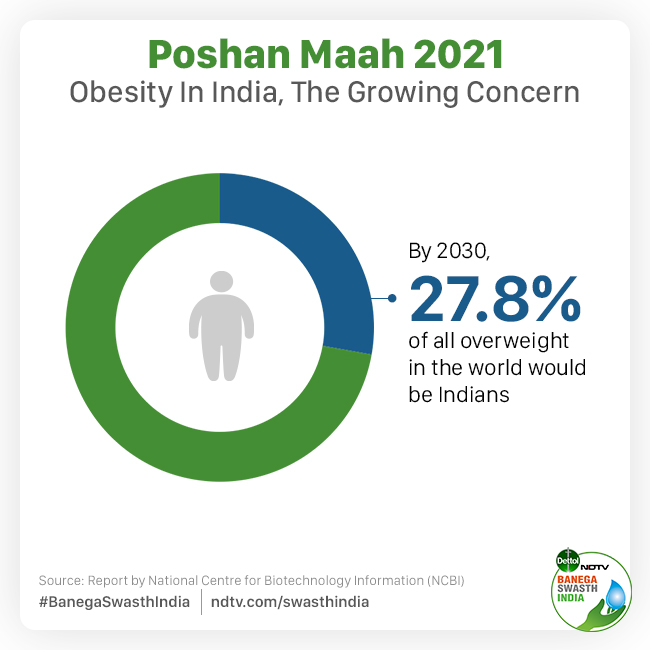 Poshan Maah 2021
Obesity In India, The Growing Concern
By 2030,
27.8%
of all overweight
in the world would
be Indians
Source: Report by National Centre for Biotechnology Information (NCBI)
#BanegaSwasthIndia | ndtv.com/swasthindia
Dettol NDTV
BANEGA
SWASTH
INDIA